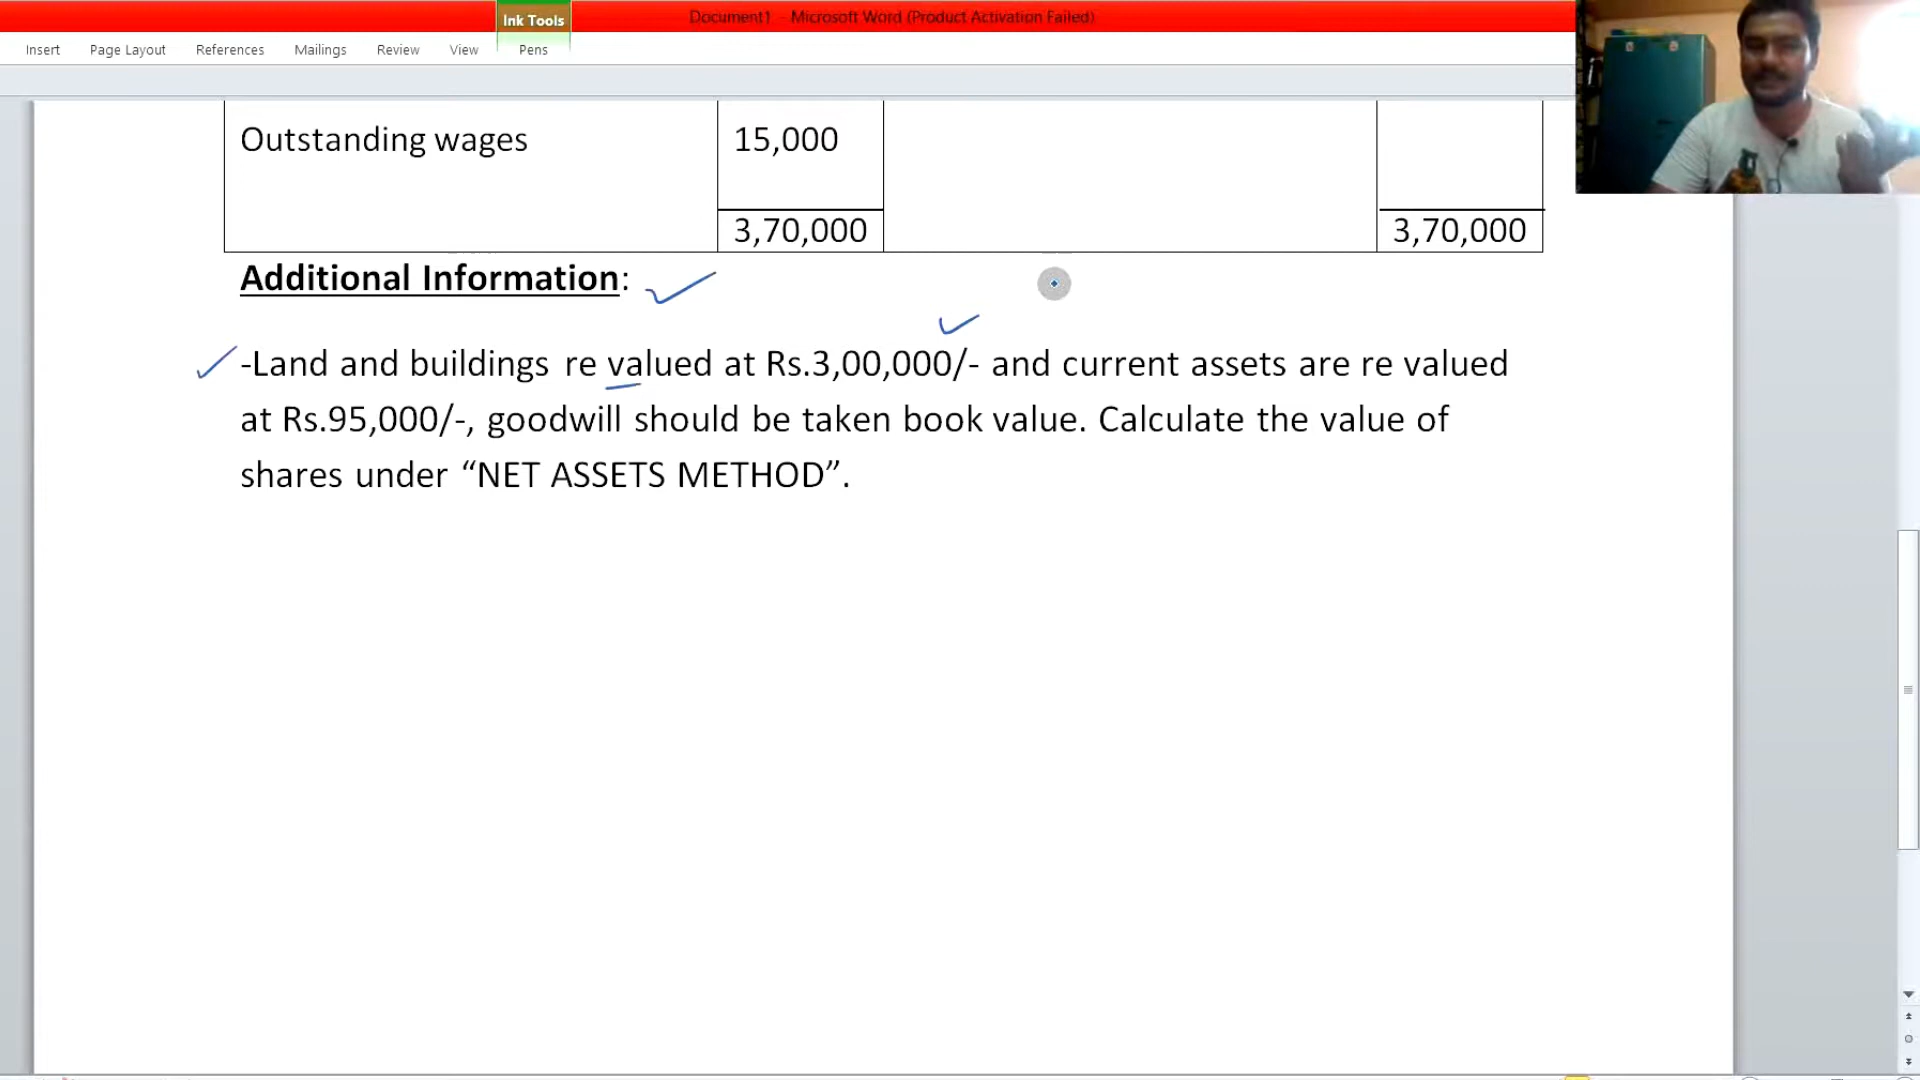 Ink Tools
Document1 - Microsoft Word (Product Activation Failed)
Insert Page Layout References Mailings Review View Pens
Outstanding wages 15,000
3,70,000 3,70,000
Additional Information:
-Land and buildings re valued at Rs.3,00,000/- and current assets are re valued
at Rs.95,000/-, goodwill should be taken book value. Calculate the value of
shares under “NET ASSETS METHOD”.